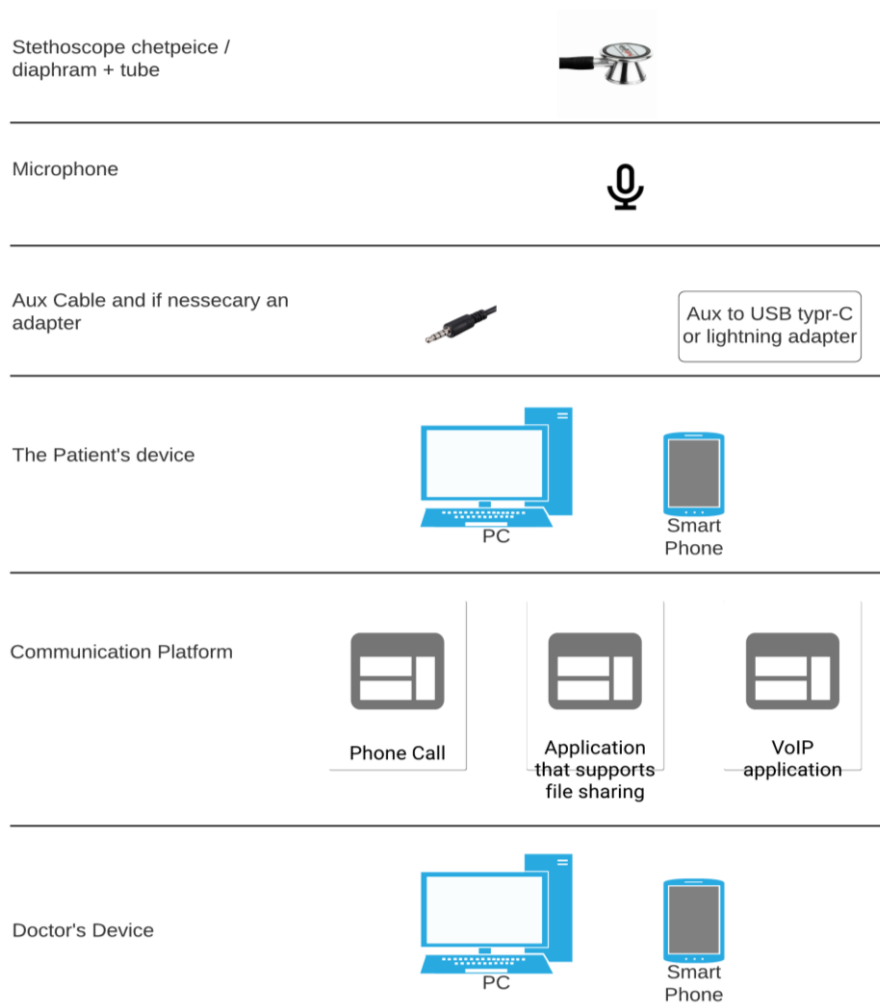 Stethoscope chetpeice /
diaphram + tube
Microphone
Aux Cable and if nessecary an
adapter
Aux to USB typr-C
or lightning adapter
The Patient's device
PC
Smart
Phone
Communication Platform
Phone Call
Application
that supports
file sharing
VoIP
application
Doctor's Device
PC
Smart
Phone